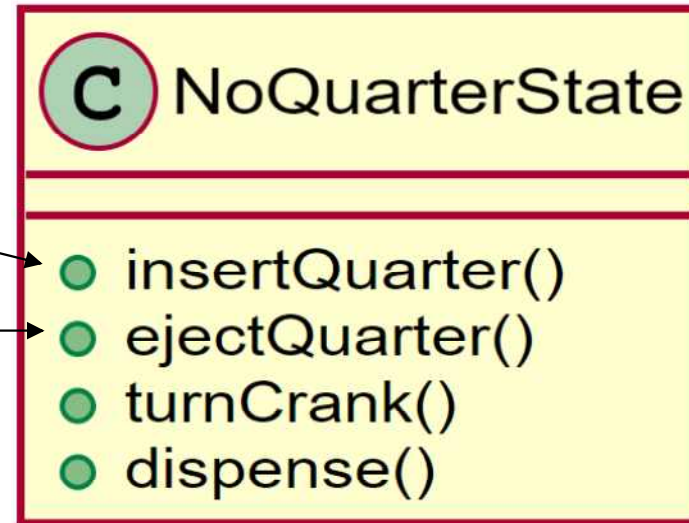 C NoQuarterState
insertQuarter()
ejectQuarter()
turnCrank()
dispense()